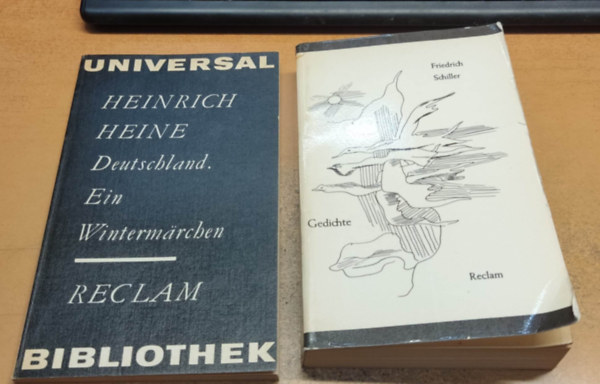 UNIVERSAL
HEINRICH
HEINE
Deutschland.
Ein
Wintermärchen
RECLAM
BIBLIOTHEK
Friedrich
Schiller
Gedichte
Reclam